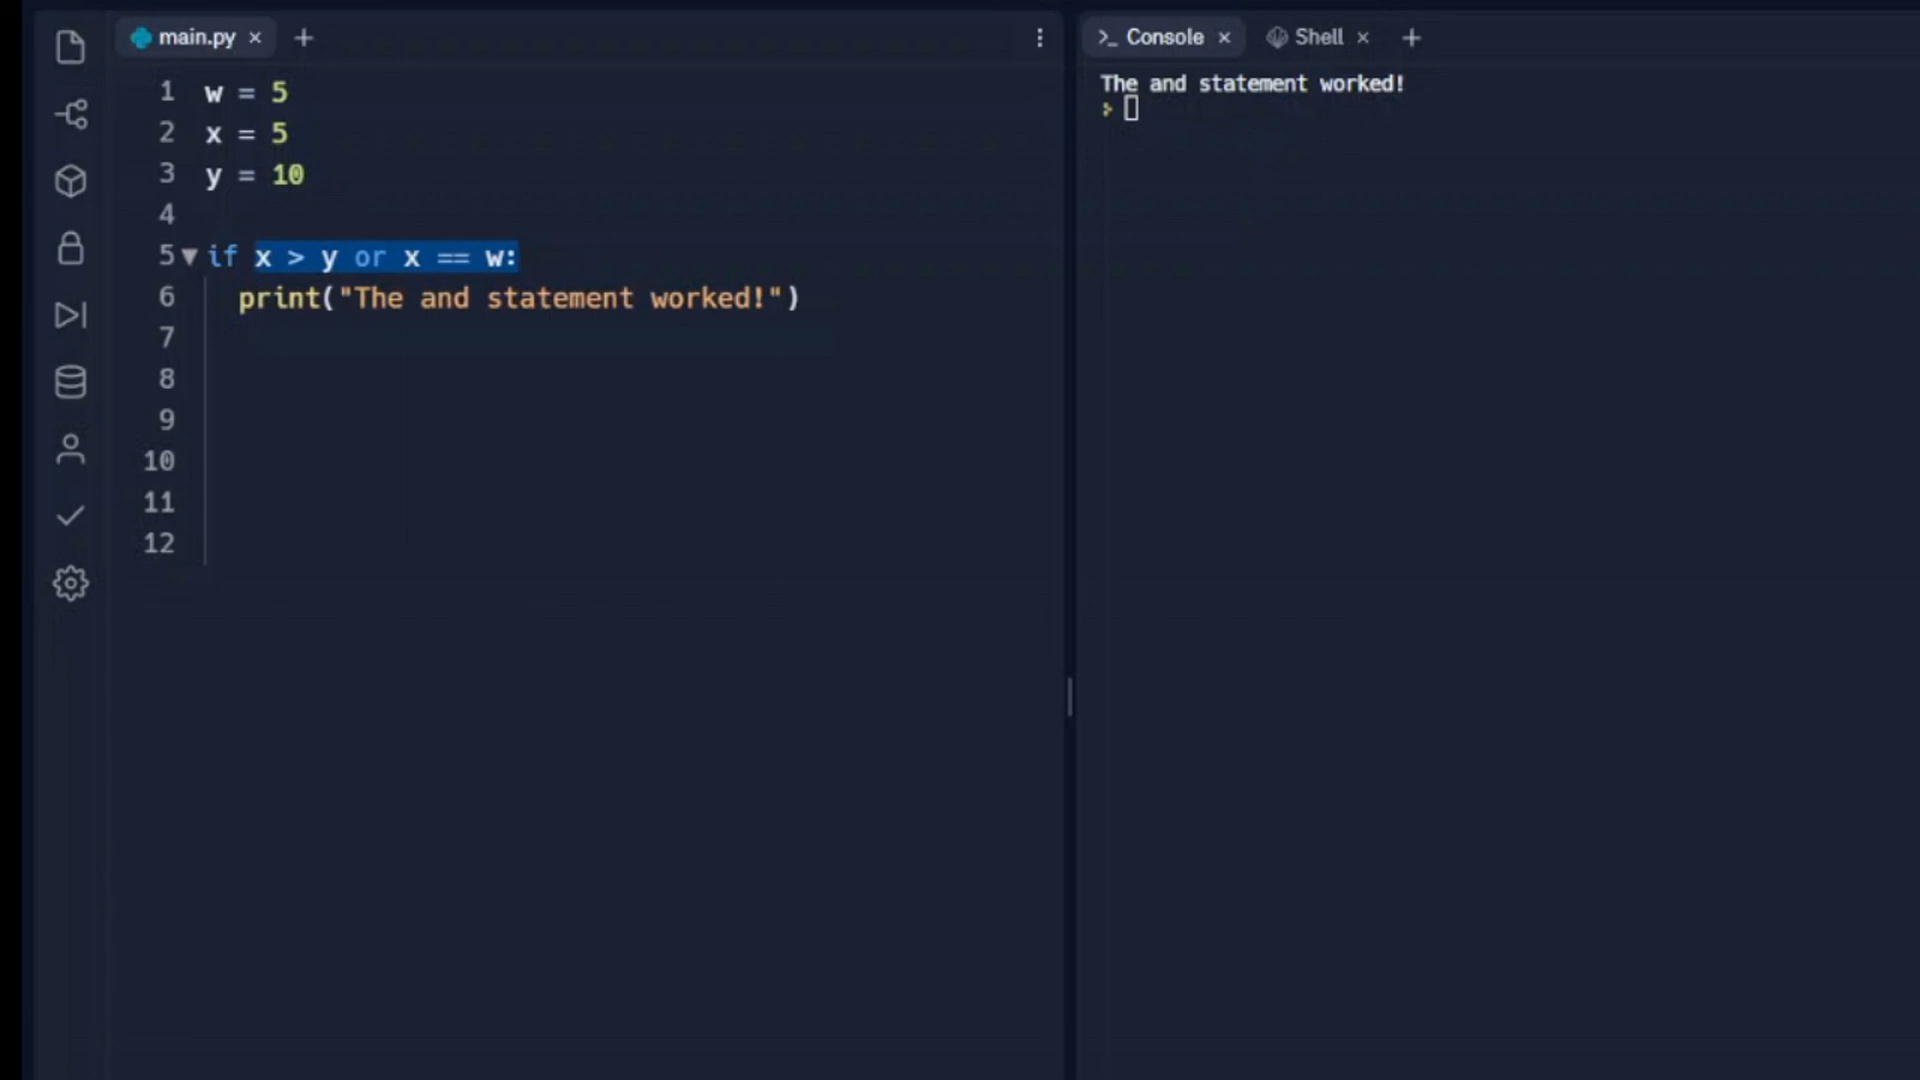 main.py × +
1 w = 5
2 x = 5
3 y = 10
4
5 if x > y or x == w:
6 print("The and statement worked!")
7
8
9
10
11
12
>_ Console × Shell × +
The and statement worked!